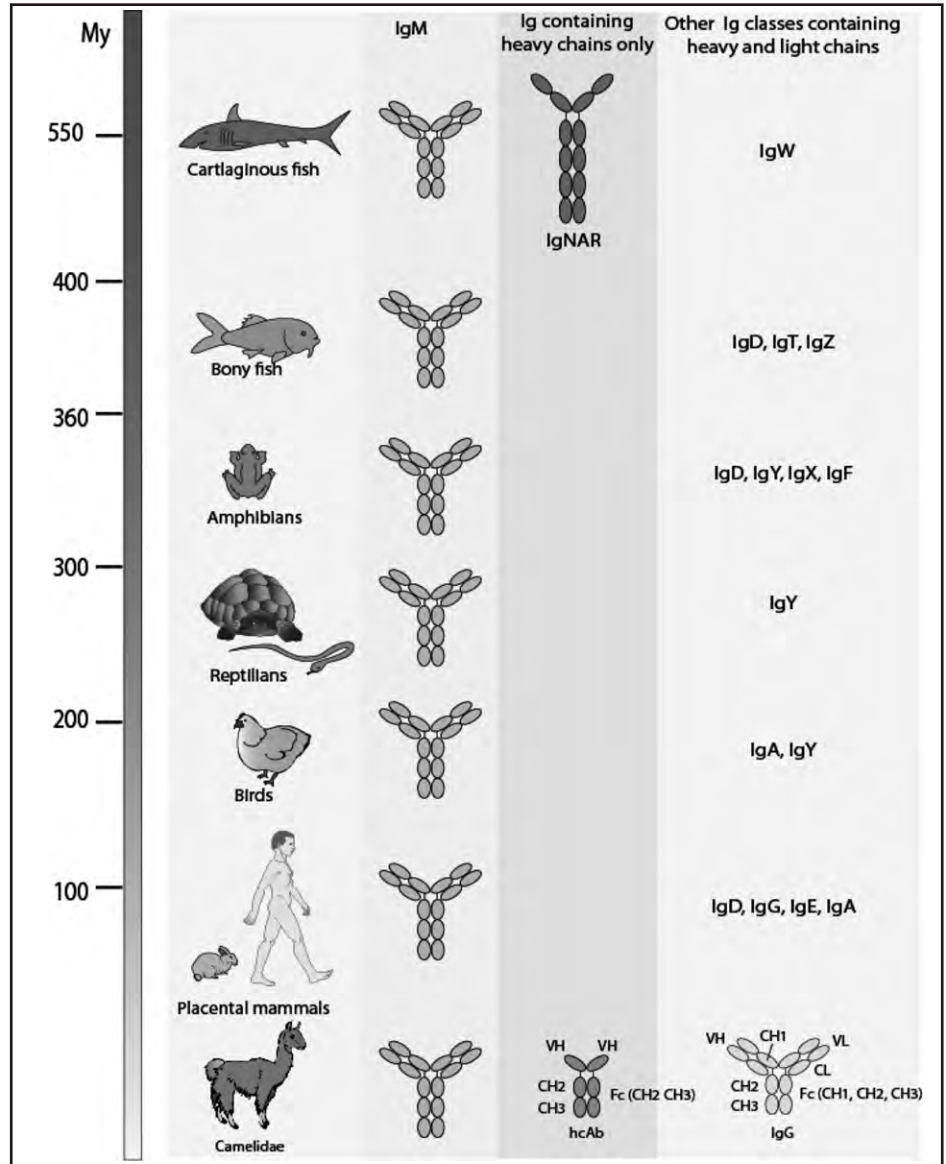 My
IgM
Ig containing
heavy chains only
Other Ig classes containing
heavy and light chains
550
Cartlaginous fish
IgNAR
IgW
400
Bony fish
IgD, IgT, IgZ
360
Amphibians
IgD, IgY, IgX, IgF
300
Reptilians
IgY
200
Birds
IgA, IgY
100
Placental mammals
IgD, IgG, IgE, IgA
Camelidae
VH VH
CH2
CH3
Fc (CH2 CH3)
hcAb
VH CH1 VL
CL
CH2
CH3
Fc (CH1, CH2, CH3)
IgG